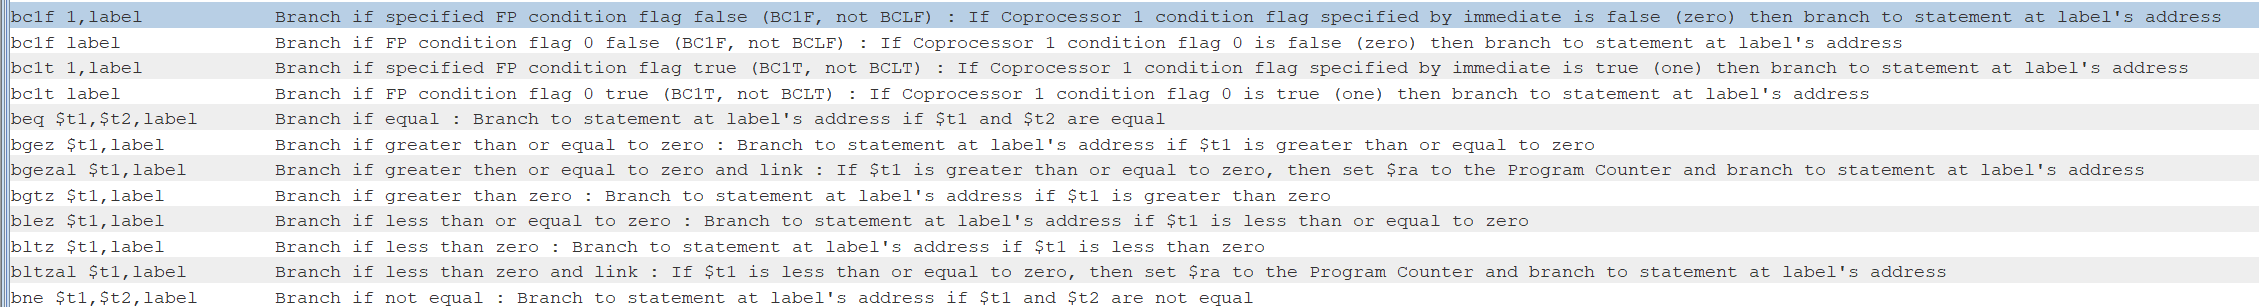 bc1f 1,label Branch if specified FP condition flag false (BC1F, not BCLF) : If Coprocessor 1 condition flag specified by immediate is false (zero) then branch to statement at label's address
bc1f label Branch if FP condition flag 0 false (BC1F, not BCLF) : If Coprocessor 1 condition flag 0 is false (zero) then branch to statement at label's address
bc1t 1,label Branch if specified FP condition flag true (BC1T, not BCLT) : If Coprocessor 1 condition flag specified by immediate is true (one) then branch to statement at label's address
bc1t label Branch if FP condition flag 0 true (BC1T, not BCLT) : If Coprocessor 1 condition flag 0 is true (one) then branch to statement at label's address
beq $t1,$t2,label Branch if equal : Branch to statement at label's address if $t1 and $t2 are equal
bgez $t1,label Branch if greater than or equal to zero : Branch to statement at label's address if $t1 is greater than or equal to zero
bgezal $t1,label Branch if greater then or equal to zero and link : If $t1 is greater than or equal to zero, then set $ra to the Program Counter and branch to statement at label's address
bgtz $t1,label Branch if greater than zero : Branch to statement at label's address if $t1 is greater than zero
blez $t1,label Branch if less than or equal to zero : Branch to statement at label's address if $t1 is less than or equal to zero
bltz $t1,label Branch if less than zero : Branch to statement at label's address if $t1 is less than zero
bltzal $t1,label Branch if less than zero and link : If $t1 is less than or equal to zero, then set $ra to the Program Counter and branch to statement at label's address
bne $t1,$t2,label Branch if not equal : Branch to statement at label's address if $t1 and $t2 are not equal